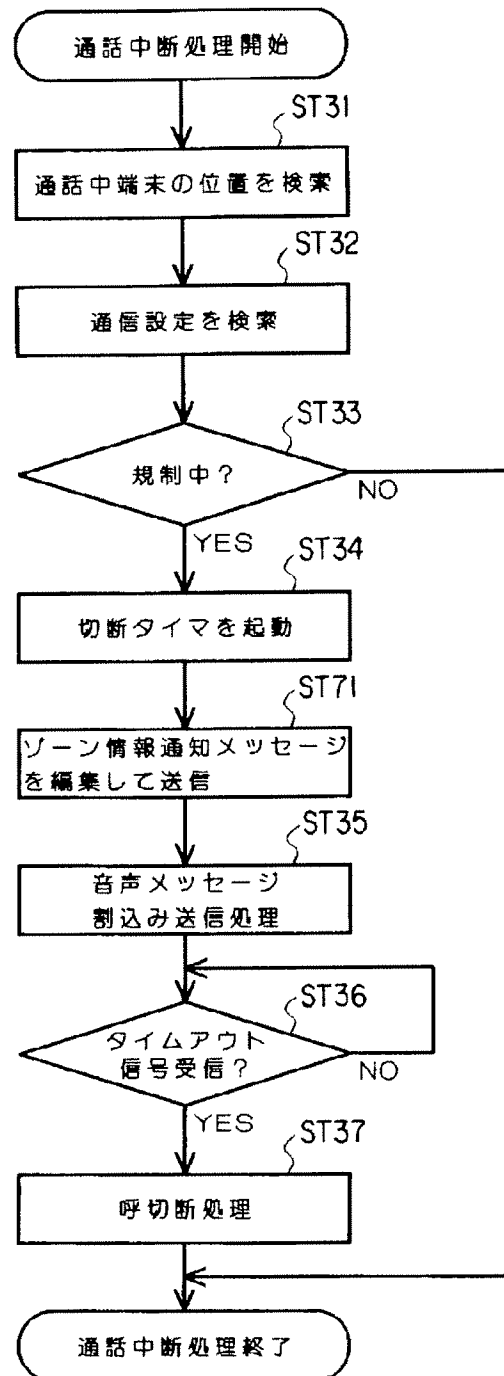 通話中断処理開始
ST31
通話中端末の位置を検索
ST32
通信設定を検索
ST33
規制中?
NO
YES
ST34
切断タイマを起動
ST71
ゾーン情報通知メッセージ
を編集して送信
ST35
音声メッセージ
割込み送信処理
ST36
タイムアウト
信号受信?
NO
YES
ST37
呼切断処理
通話中断処理終了